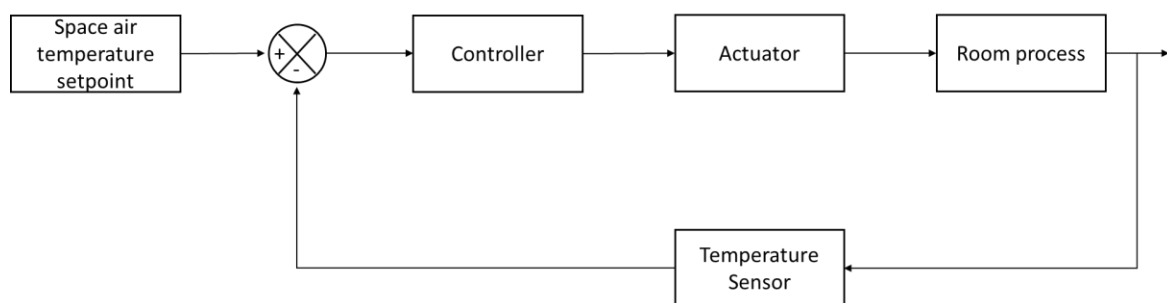 Space air
temperature
setpoint
+
-
Controller
Actuator
Room process
Temperature
Sensor